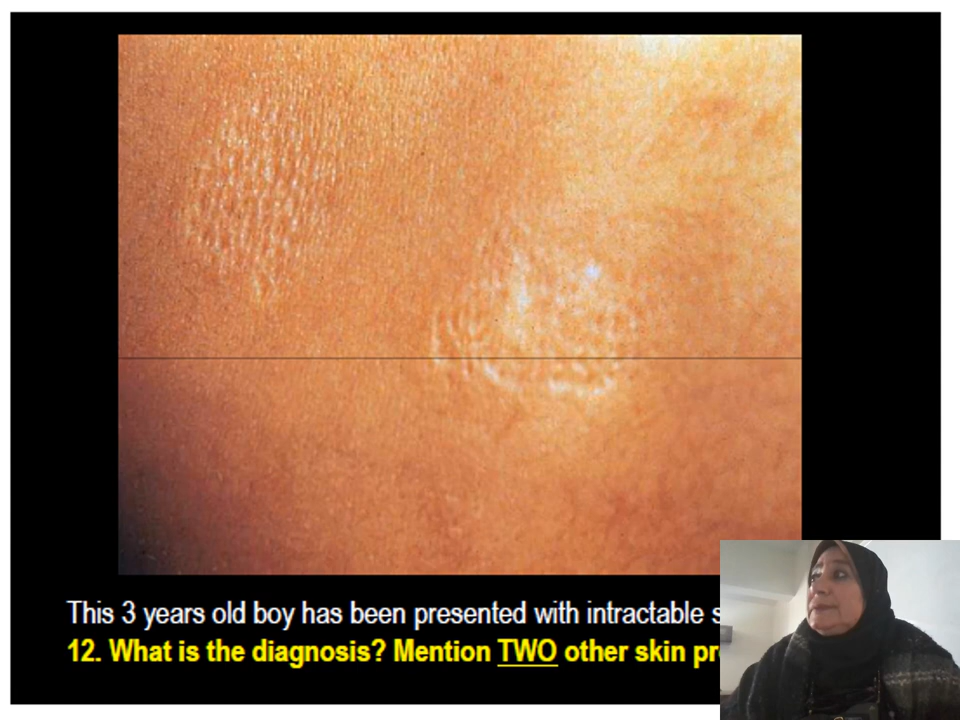 This 3 years old boy has been presented with intractable
12. What is the diagnosis? Mention TWO other skin